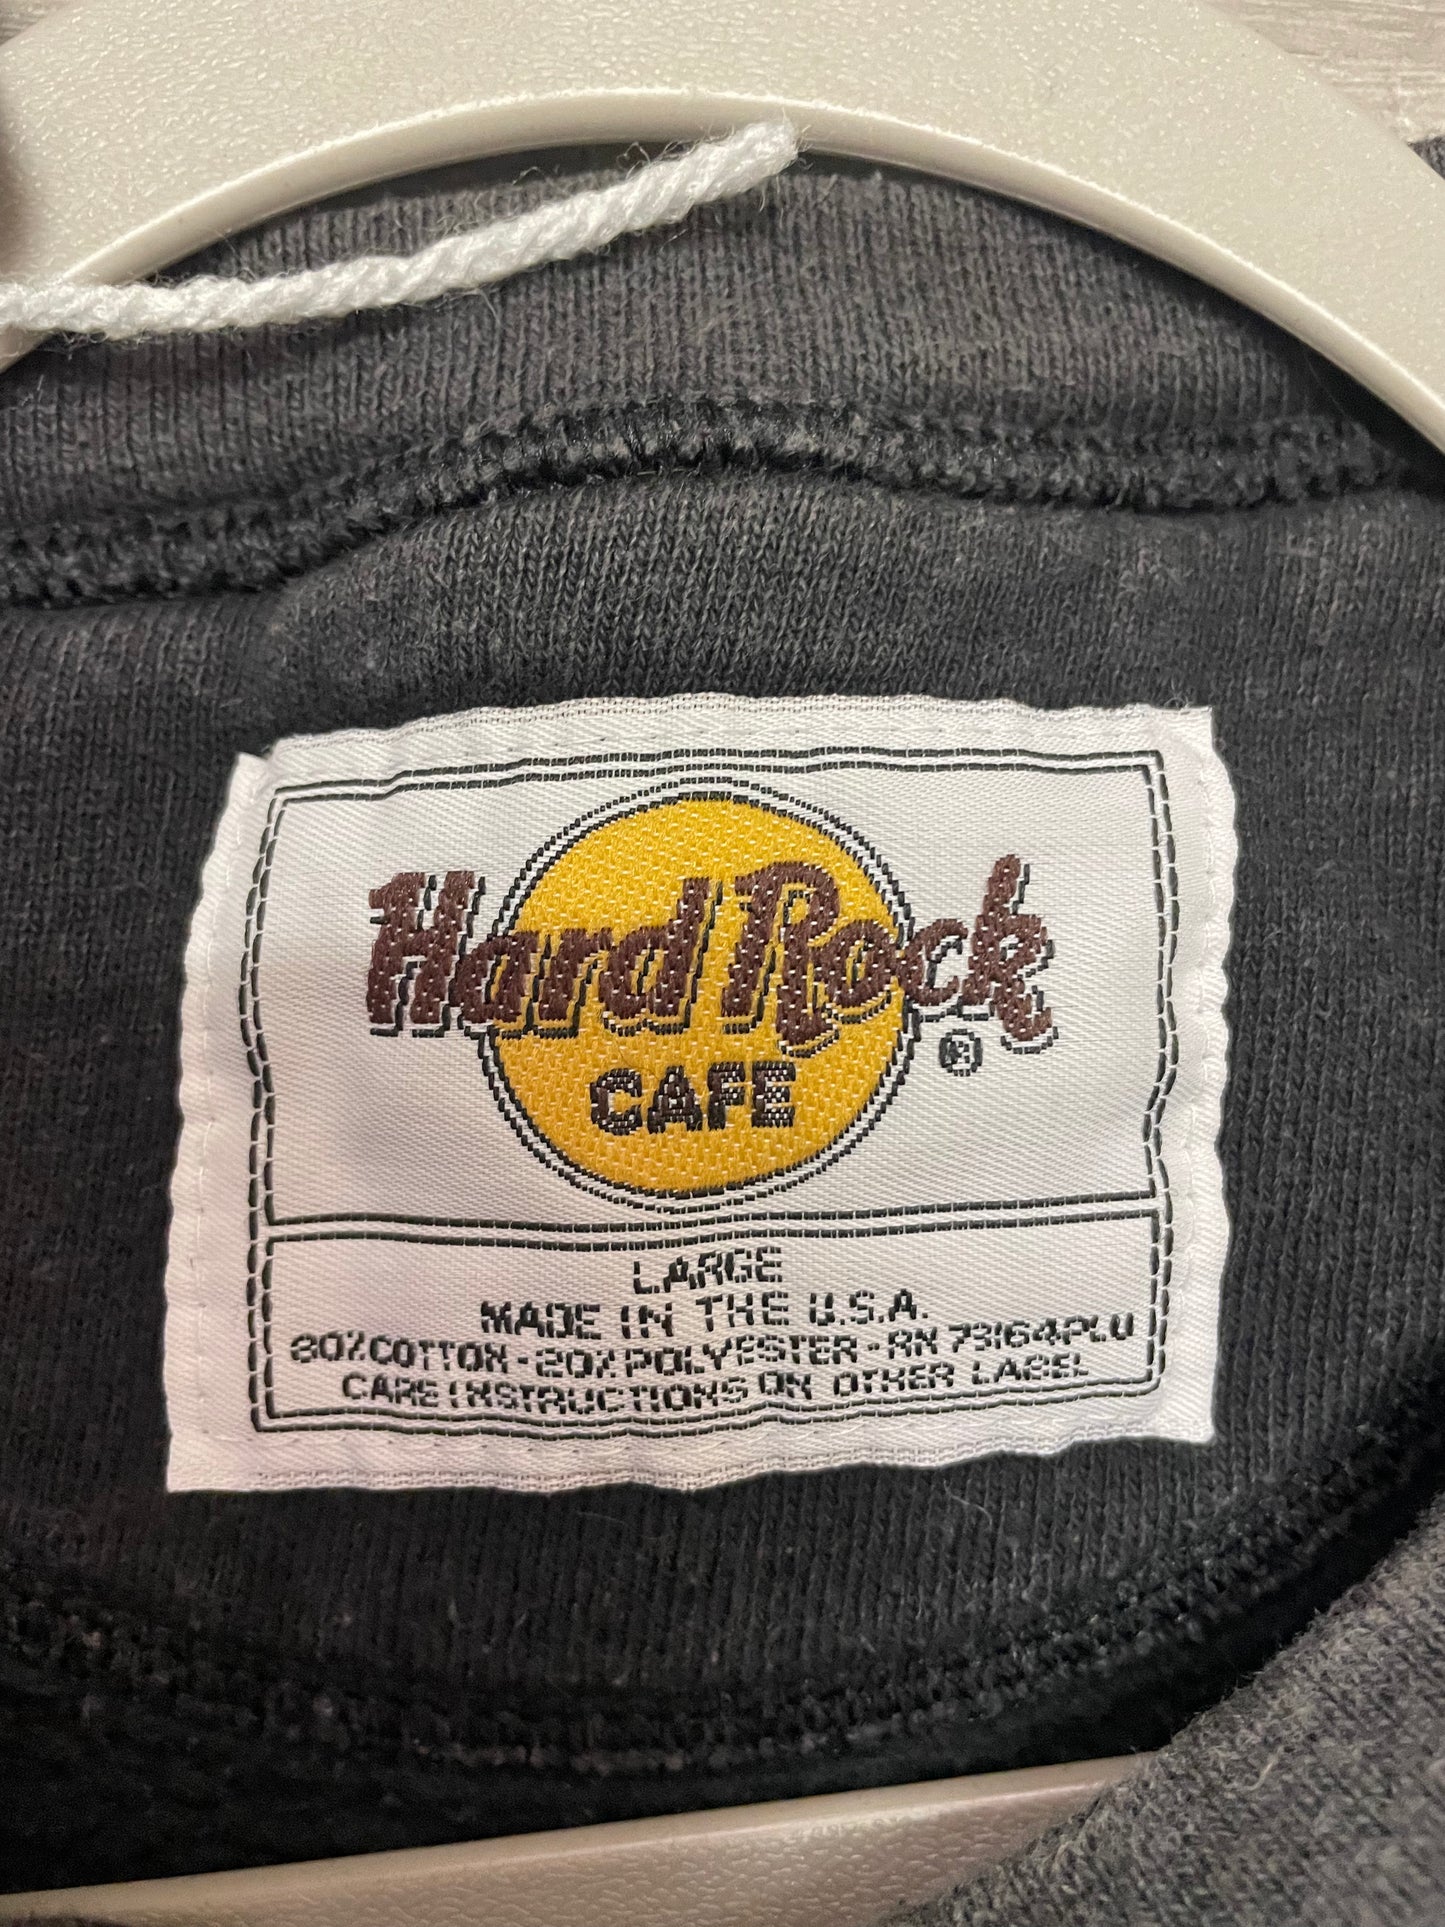 Hard Rock
CAFE
®
LARGE
MADE IN THE U.S.A.
80% COTTON - 20% POLYESTER - RN 73164PLU
CARE INSTRUCTIONS ON OTHER LABEL